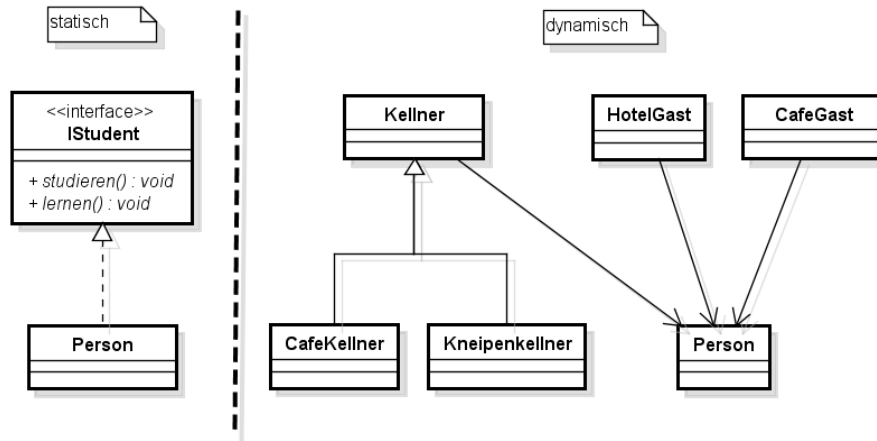 statisch
<<interface>>
IStudent
+ studieren() : void
+ lernen() : void
Person
dynamisch
Kellner
HotelGast
CafeGast
CafeKellner
Kneipenkellner
Person